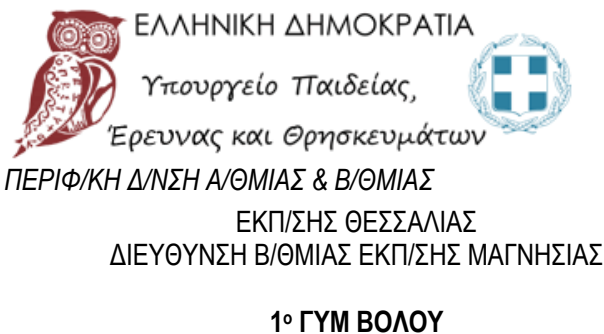 ΕΛΛΗΝΙΚΗ ΔΗΜΟΚΡΑΤΙΑ
Υπουργείο Παιδείας,
Έρευνας και Θρησκευμάτων
ΠΕΡΙΦ/ΚΗ Δ/ΝΣΗ Α/ΘΜΙΑΣ & Β/ΘΜΙΑΣ
ΕΚΠ/ΣΗΣ ΘΕΣΣΑΛΙΑΣ
ΔΙΕΥΘΥΝΣΗ Β/ΘΜΙΑΣ ΕΚΠ/ΣΗΣ ΜΑΓΝΗΣΙΑΣ
1ο ΓΥΜ ΒΟΛΟΥ